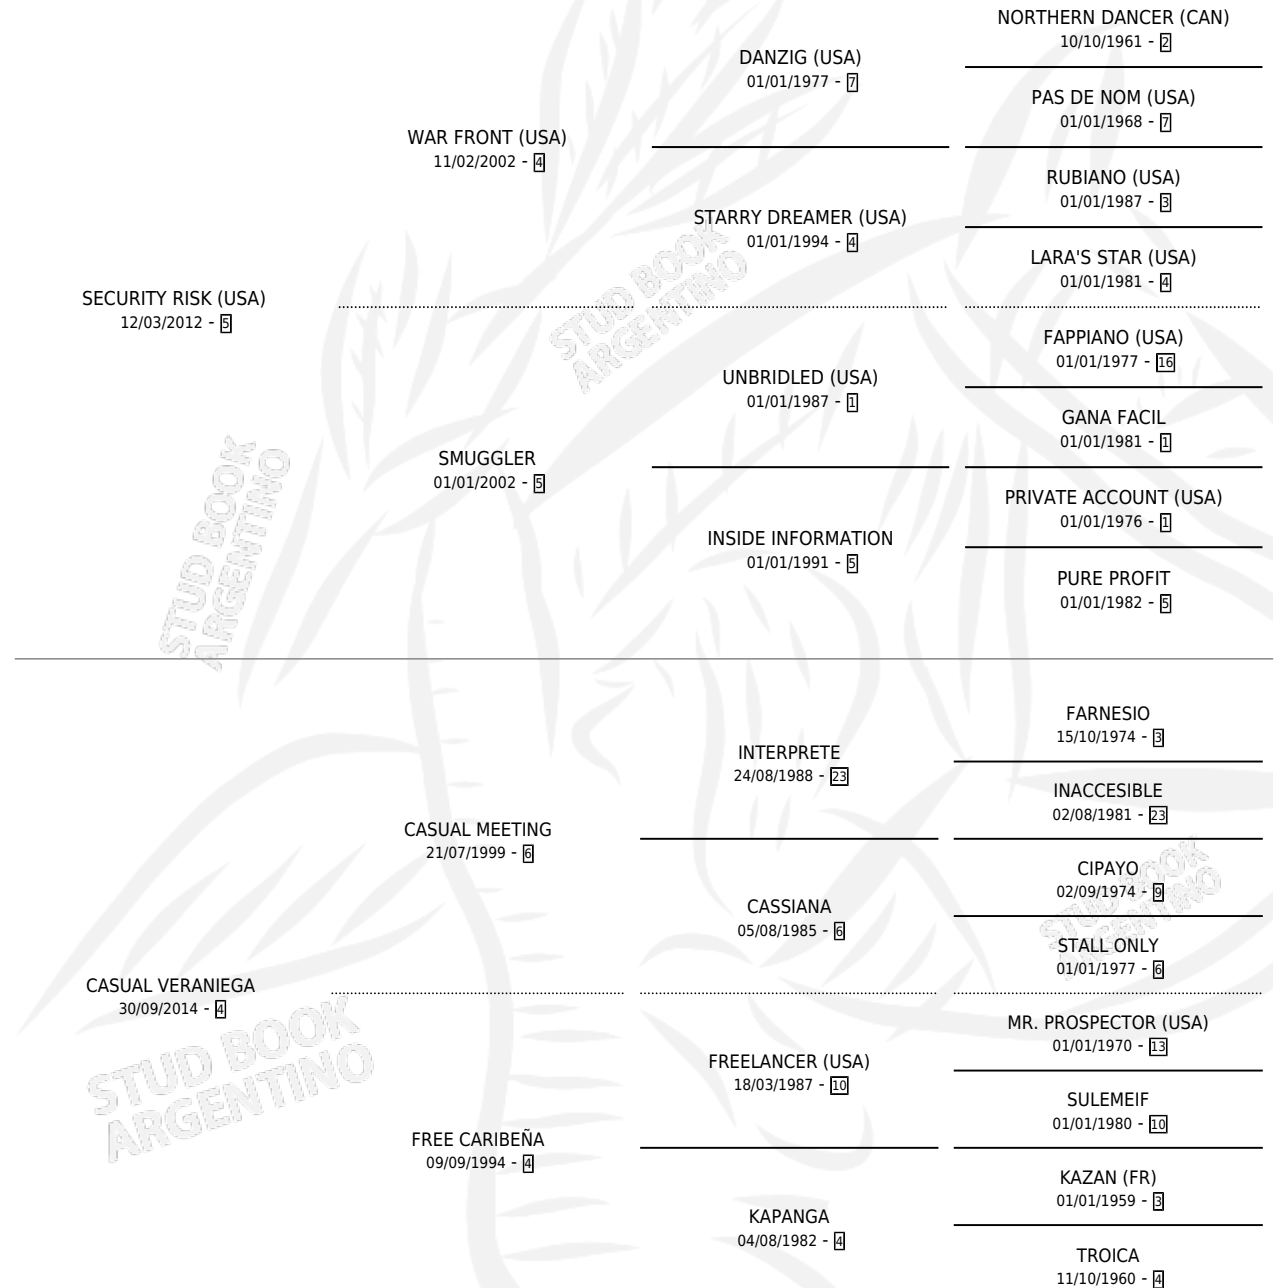 NORTHERN DANCER (CAN)
10/10/1961 - 2
DANZIG (USA)
01/01/1977 - 7
PAS DE NOM (USA)
01/01/1968 - 7
WAR FRONT (USA)
11/02/2002 - 4
RUBIANO (USA)
01/01/1987 - 3
STARRY DREAMER (USA)
01/01/1994 - 4
LARA'S STAR (USA)
01/01/1981 - 4
SECURITY RISK (USA)
12/03/2012 - 5
FAPPIANO (USA)
01/01/1977 - 16
UNBRIDLED (USA)
01/01/1987 - 1
GANA FACIL
01/01/1981 - 1
SMUGGLER
01/01/2002 - 5
PRIVATE ACCOUNT (USA)
01/01/1976 - 1
INSIDE INFORMATION
01/01/1991 - 5
PURE PROFIT
01/01/1982 - 5
FARNESIO
15/10/1974 - 3
INTERPRETE
24/08/1988 - 23
INACCESIBLE
02/08/1981 - 23
CASUAL MEETING
21/07/1999 - 6
CIPAYO
02/09/1974 - 9
CASSIANA
05/08/1985 - 6
STALL ONLY
01/01/1977 - 6
CASUAL VERANIEGA
30/09/2014 - 4
MR. PROSPECTOR (USA)
01/01/1970 - 13
FREELANCER (USA)
18/03/1987 - 10
SULEMEIF
01/01/1980 - 10
FREE CARIBEÑA
09/09/1994 - 4
KAZAN (FR)
01/01/1959 - 3
KAPANGA
04/08/1982 - 4
TROICA
11/10/1960 - 4
STUD BOOK
ARGENTINO
STUD BOOK
ARGENTINO
STUD BOOK
ARGENTINO
STUD BOOK
ARGENTINO